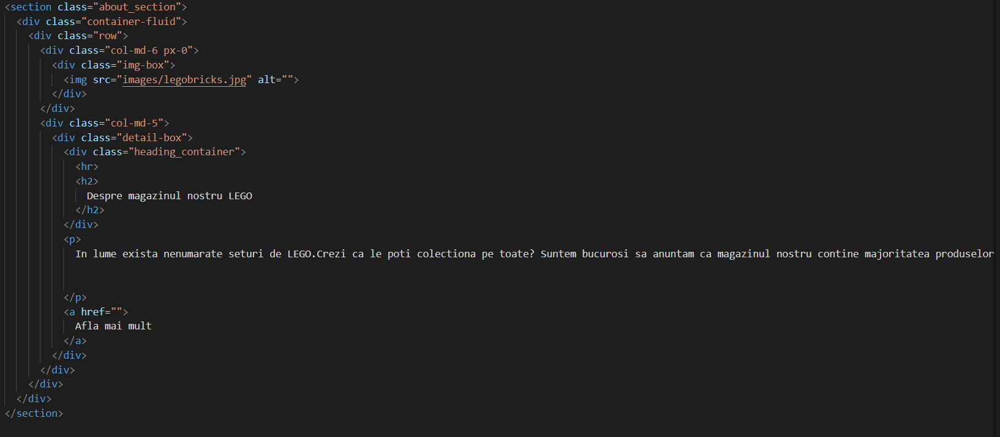 <section class="about_section">
<div class="container-fluid">
<div class="row">
<div class="col-md-6 px-0">
<div class="img-box">
<img src="images/legobricks.jpg" alt="">
</div>
</div>
<div class="col-md-5">
<div class="detail-box">
<div class="heading_container">
<hr>
<h2>
Despre magazinul nostru LEGO
</h2>
</div>
<p>
In lume exista nenumarate seturi de LEGO.Crezi ca le poti colectiona pe toate? Suntem bucurosi sa anuntam ca magazinul nostru contine majoritatea produselor
</p>
<a href="">
Afla mai mult
</a>
</div>
</div>
</div>
</div>
</section>